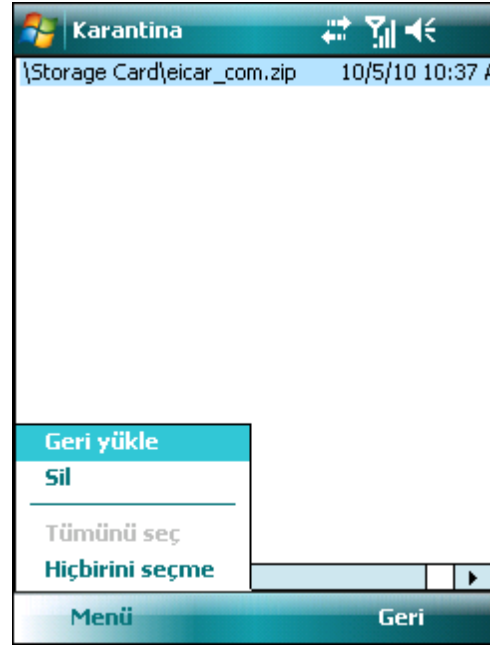 Karantina
\Storage Card\eicar_com.zip 10/5/10 10:37 A
Geri yükle
Sil
Tümünü seç
Hiçbirini seçme
Menü Geri